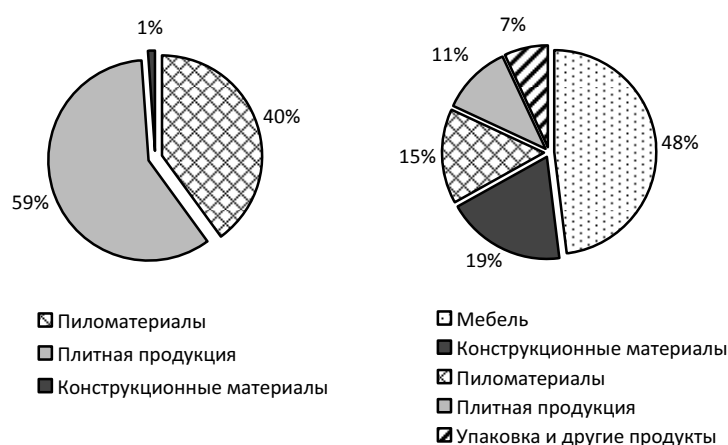 1%
40%
59%
Пиломатериалы
Плитная продукция
Конструкционные материалы
7%
11%
48%
15%
19%
Мебель
Конструкционные материалы
Пиломатериалы
Плитная продукция
Упаковка и другие продукты